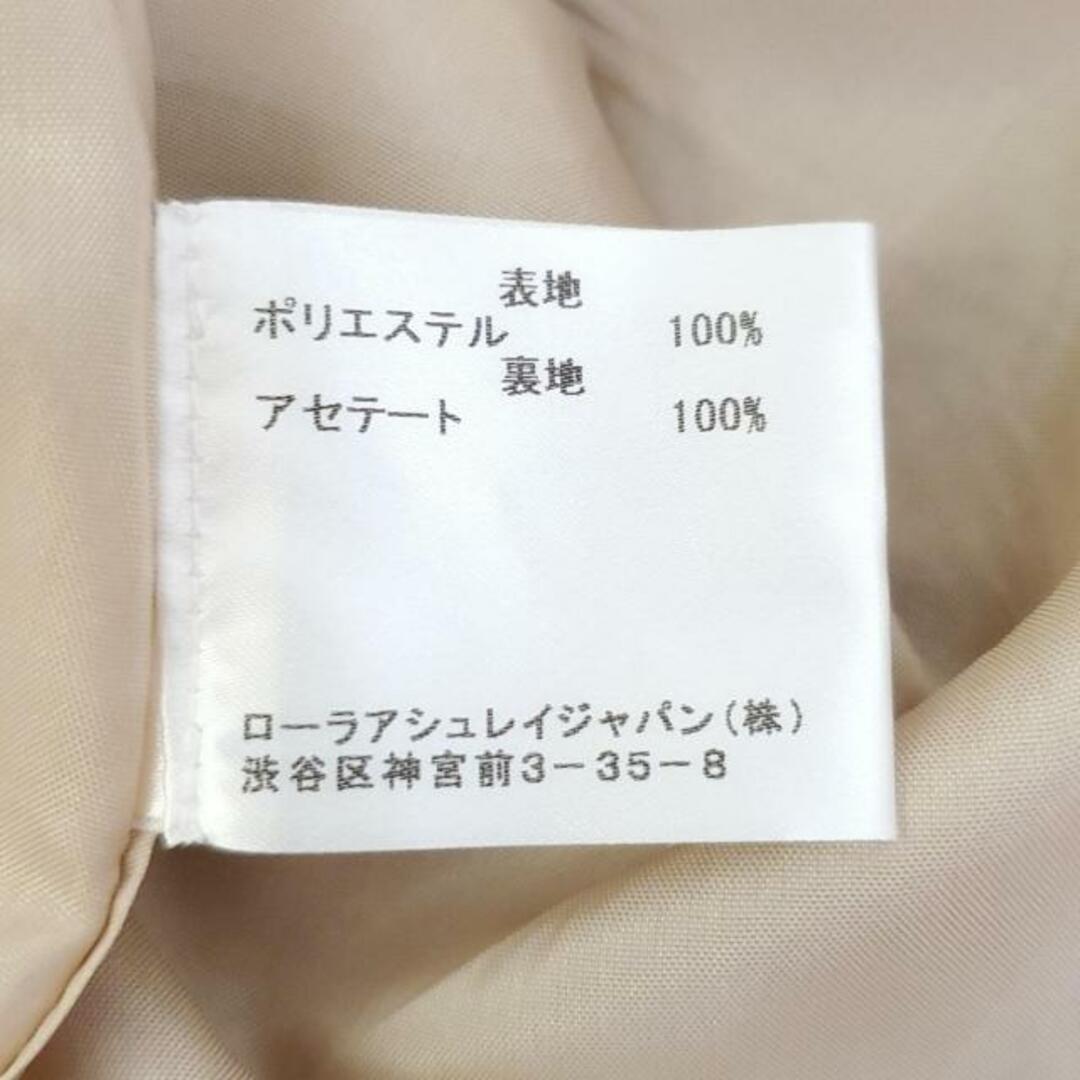 表地
ポリエステル 100%
裏地
アセテート 100%
ローラアシュレイジャパン(株)
渋谷区神宮前3-35-8